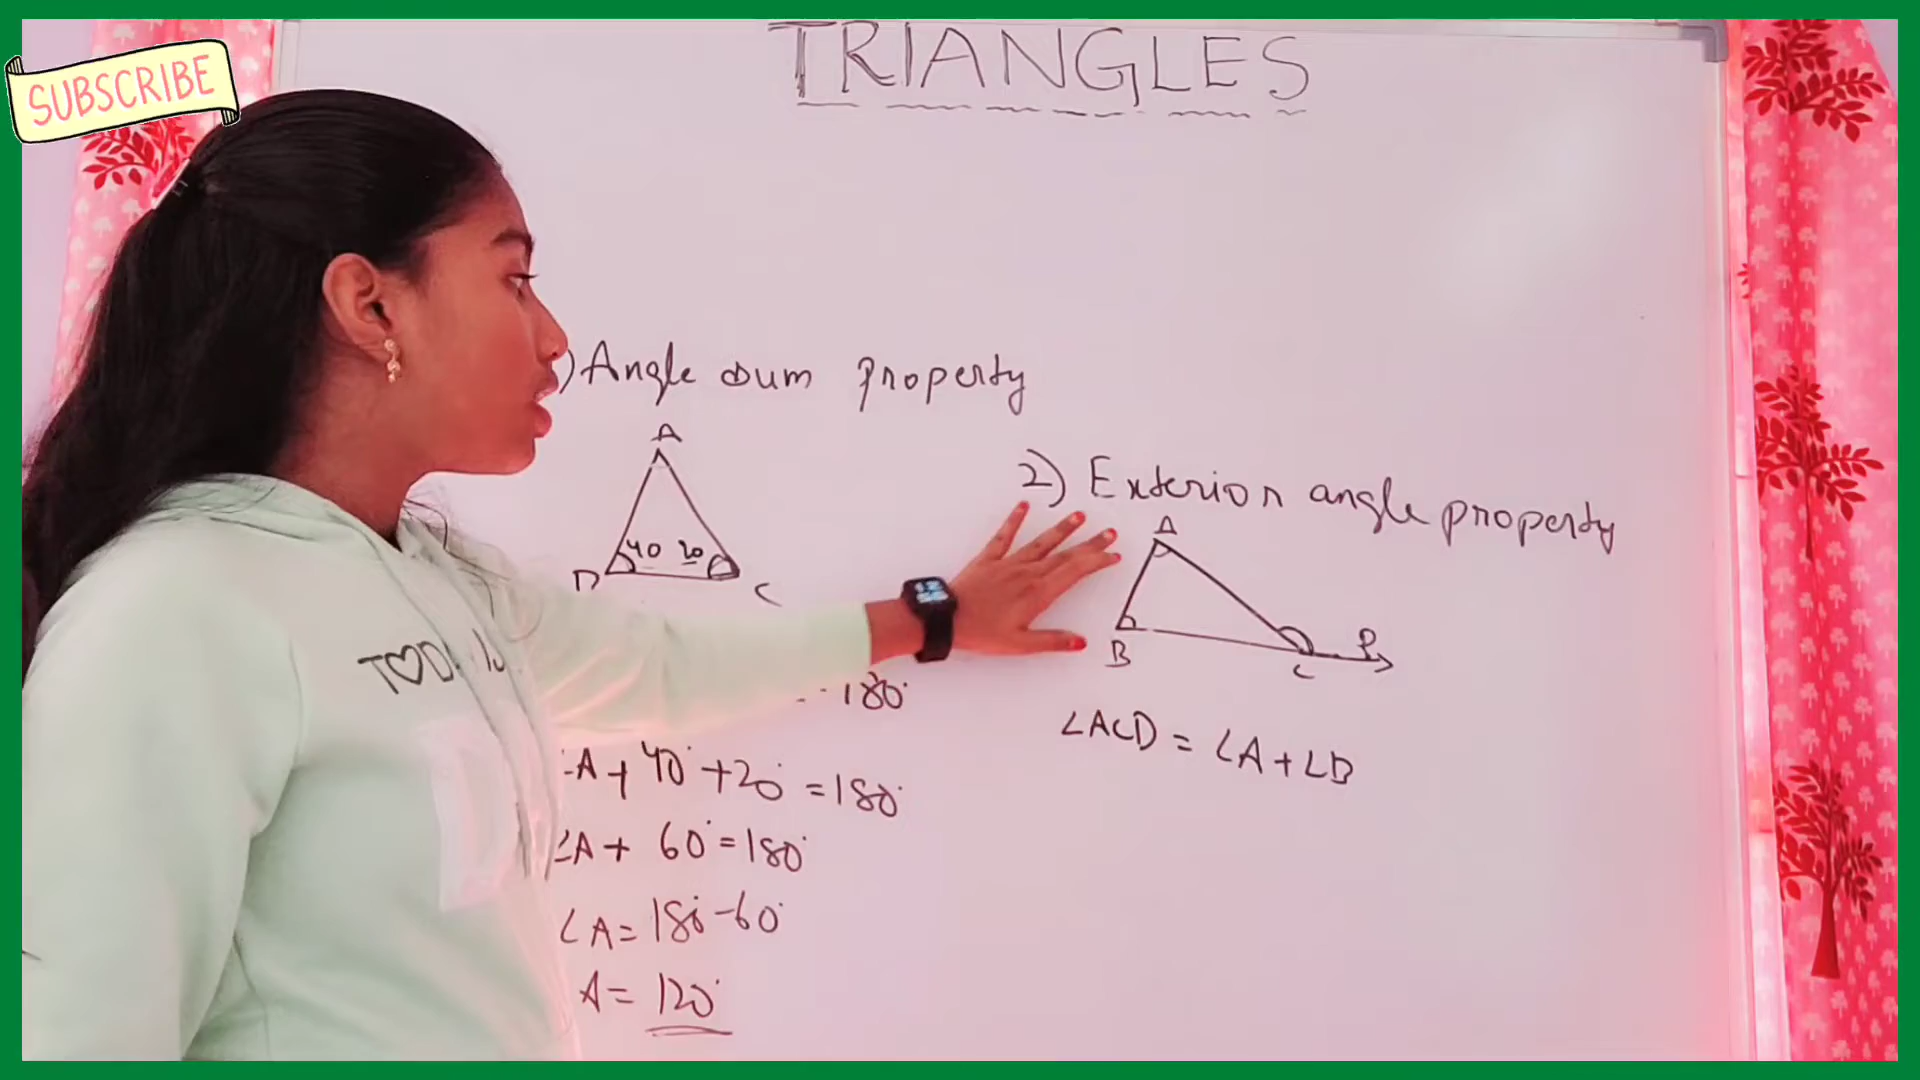 SUBSCRIBE
TRIANGLES
) Angle sum property
A
40 20
C
2) Exterior angle property
A
B
C
180°
∠ACD = ∠A + ∠B
A + 40° + 20° = 180°
∠A + 60° = 180°
∠A = 180° - 60°
A = 120°